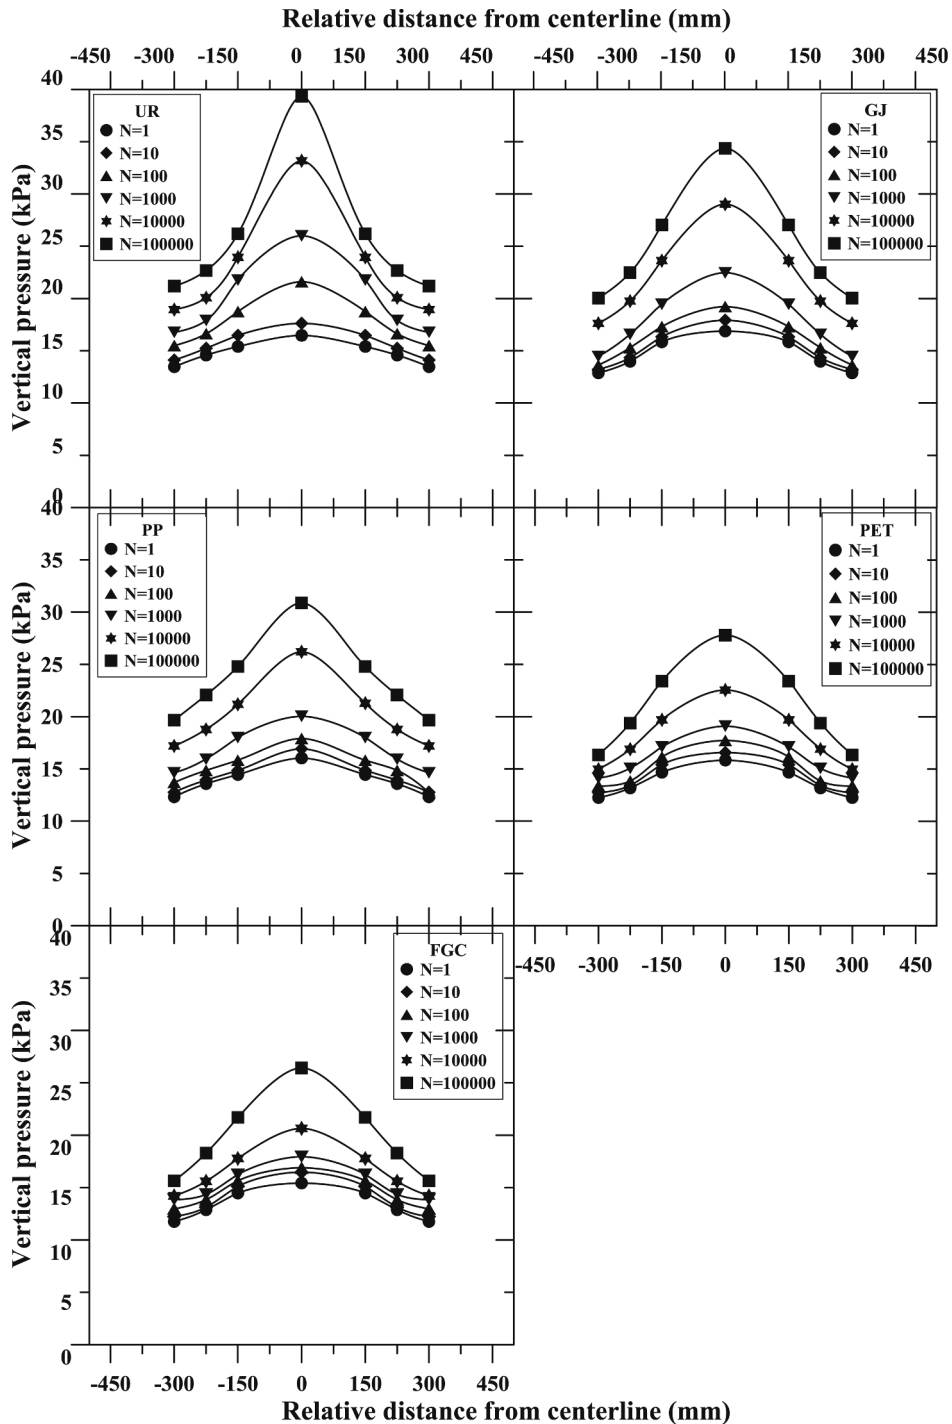 Relative distance from centerline (mm)
-450 -300 -150 0 150 300 -450 -300 -150 0 150 300 450
Vertical pressure (kPa)
40
35
30
25
20
15
10
5
0
UR
N=1
N=10
N=100
N=1000
N=10000
N=100000
GJ
N=1
N=10
N=100
N=1000
N=10000
N=100000
Vertical pressure (kPa)
40
35
30
25
20
15
10
5
0
PP
N=1
N=10
N=100
N=1000
N=10000
N=100000
PET
N=1
N=10
N=100
N=1000
N=10000
N=100000
-450 -300 -150 0 150 300 450
Vertical pressure (kPa)
40
35
30
25
20
15
10
5
0
FGC
N=1
N=10
N=100
N=1000
N=10000
N=100000
-450 -300 -150 0 150 300 450
Relative distance from centerline (mm)